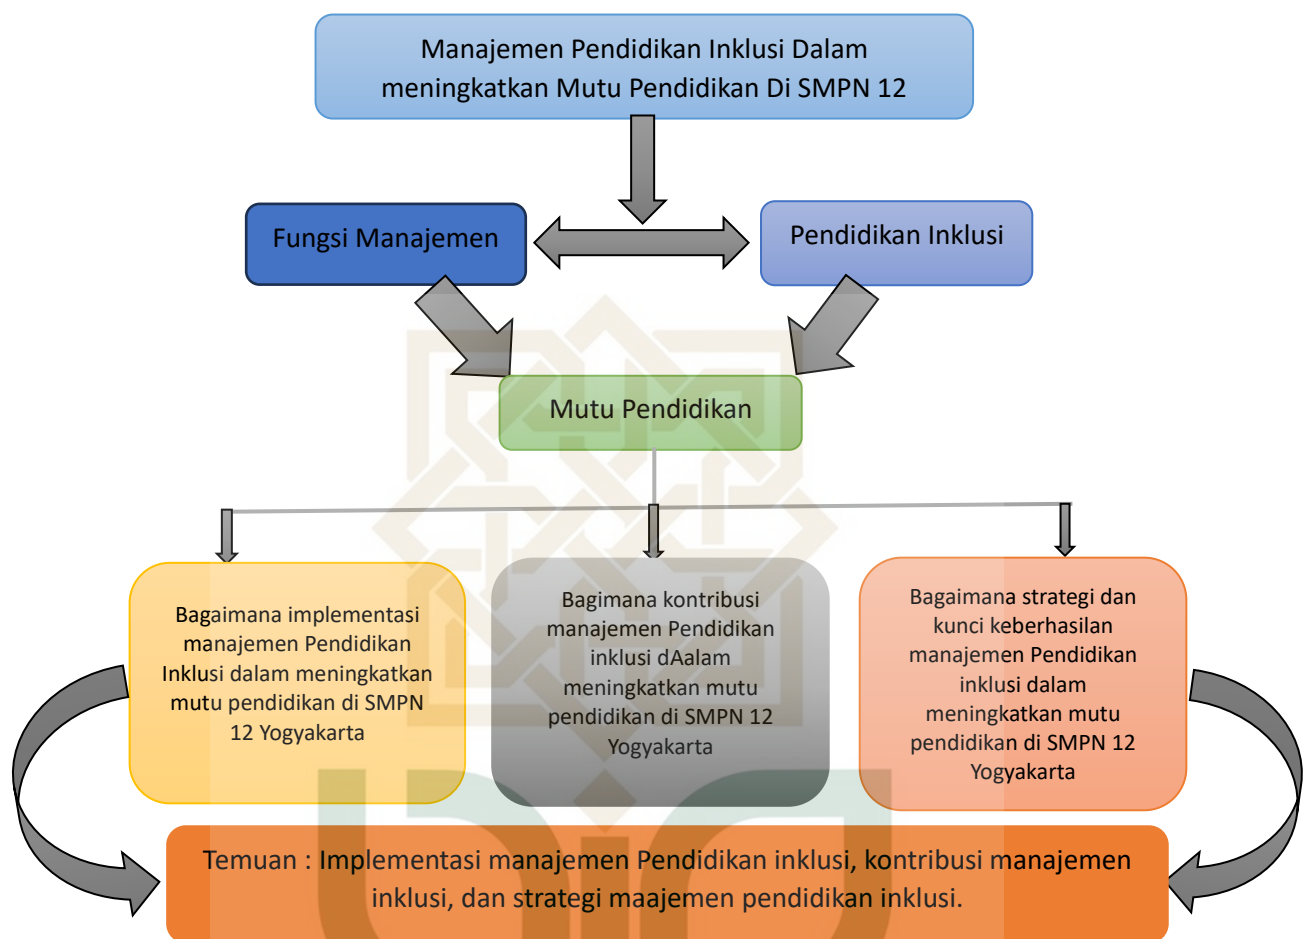 Manajemen Pendidikan Inklusi Dalam
meningkatkan Mutu Pendidikan Di SMPN 12
Fungsi Manajemen
Pendidikan Inklusi
Mutu Pendidikan
Bagaimana implementasi
manajemen Pendidikan
Inklusi dalam meningkatkan
mutu pendidikan di SMPN
12 Yogyakarta
Bagimana kontribusi
manajemen Pendidikan
inklusi dAalam
meningkatkan mutu
pendidikan di SMPN 12
Yogyakarta
Bagaimana strategi dan
kunci keberhasilan
manajemen Pendidikan
inklusi dalam
meningkatkan mutu
pendidikan di SMPN 12
Yogyakarta
Temuan : Implementasi manajemen Pendidikan inklusi, kontribusi manajemen
inklusi, dan strategi maajemen pendidikan inklusi.